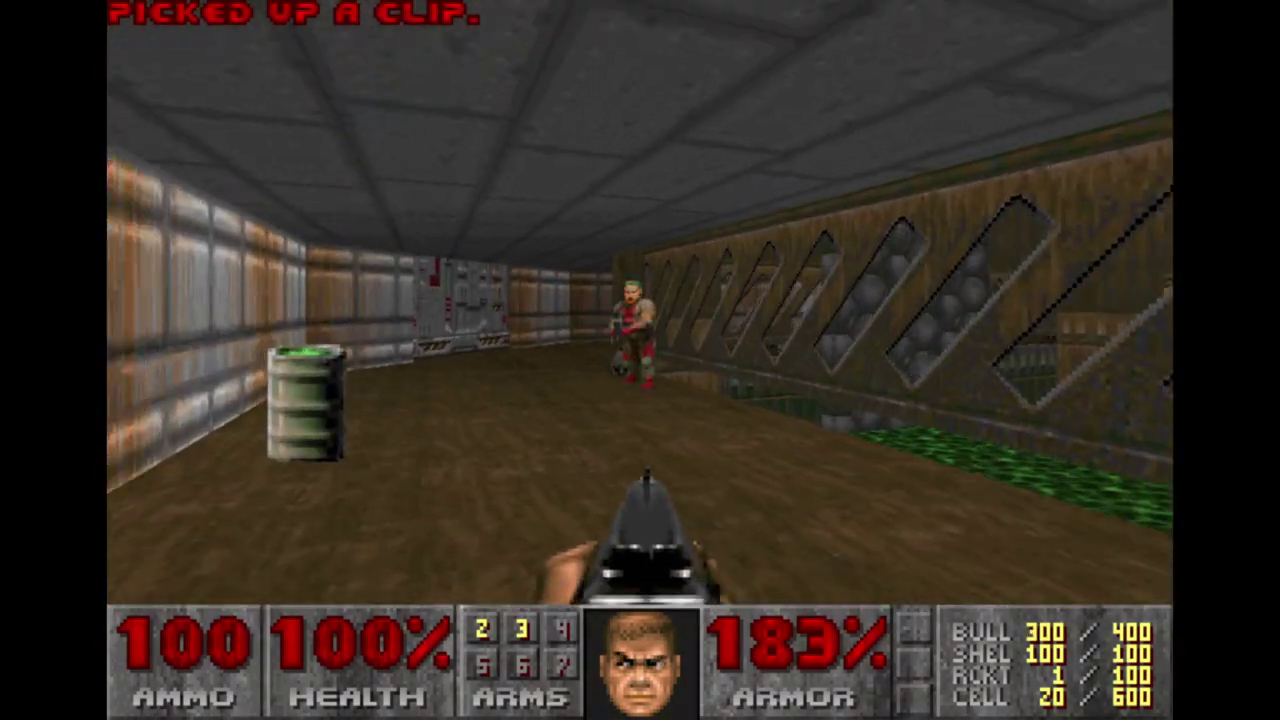 PICKED UP A CLIP.
100 100% 2 3 4 183% BULL 300 / 400
SHEL 100 / 100
5 6 7 RCKT 1 / 100
AMMO HEALTH ARMS ARMOR CELL 20 / 600